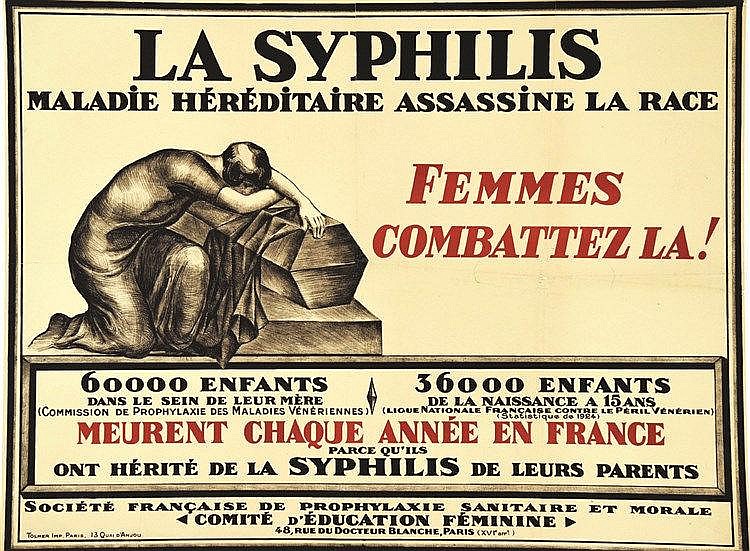 LA SYPHILIS
MALADIE HÉRÉDITAIRE ASSASSINE LA RACE
FEMMES
COMBATTEZ LA!
60000 ENFANTS
DANS LE SEIN DE LEUR MÈRE
(COMMISSION DE PROPHYLAXIE DES MALADIES VÉNÉRIENNES)
36000 ENFANTS
DE LA NAISSANCE A 15 ANS
(LIGUE NATIONALE FRANÇAISE CONTRE LE PÉRIL VÉNÉRIEN)
(Statistique de 1924)
MEURENT CHAQUE ANNÉE EN FRANCE
PARCE QU'ILS
ONT HÉRITÉ DE LA SYPHILIS DE LEURS PARENTS
SOCIÉTÉ FRANÇAISE DE PROPHYLAXIE SANITAIRE ET MORALE
COMITÉ D'ÉDUCATION FÉMININE
48, RUE DU DOCTEUR BLANCHE, PARIS (XVIe arrt)
TOLMER IMP. PARIS, 13 QUAI D'ANJOU